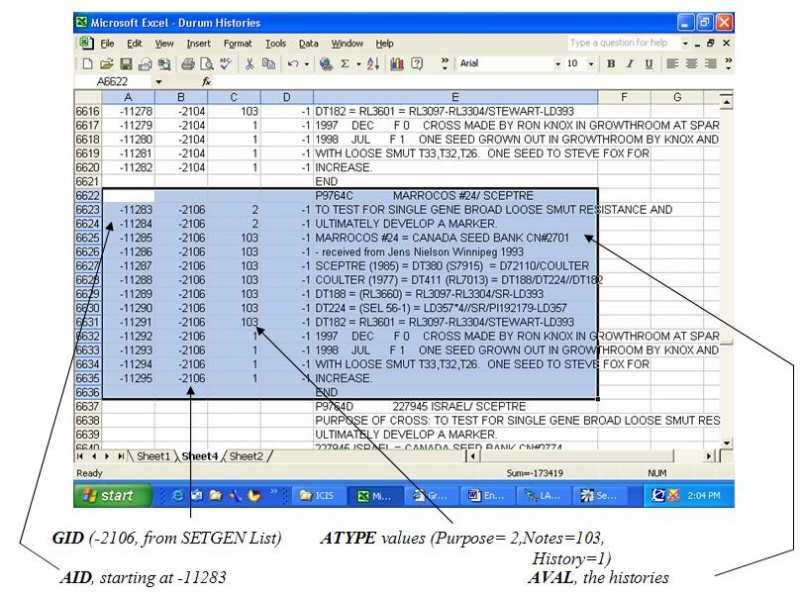 Microsoft Excel - Durum Histories
File Edit View Insert Format Tools Data Window Help Type a question for help
Arial 10 B I U
A6622 fx
A B C D E F G
6616 -11278 -2104 103 -1 DT182 = RL3601 = RL3097-RL3304/STEWART-LD393
6617 -11279 -2104 1 -1 1997 DEC F 0 CROSS MADE BY RON KNOX IN GROWTHROOM AT SPAR
6618 -11280 -2104 1 -1 1998 JUL F 1 ONE SEED GROWN OUT IN GROWTHROOM BY KNOX AND
6619 -11281 -2104 1 -1 WITH LOOSE SMUT T33,T32,T26. ONE SEED TO STEVE FOX FOR
6620 -11282 -2104 1 -1 INCREASE.
6621 END
6622 P9764C MARROCOS #24/ SCEPTRE
6623 -11283 -2106 2 -1 TO TEST FOR SINGLE GENE BROAD LOOSE SMUT RESISTANCE AND
6624 -11284 -2106 2 -1 ULTIMATELY DEVELOP A MARKER.
6625 -11285 -2106 103 -1 MARROCOS #24 = CANADA SEED BANK CN#2701
6626 -11286 -2106 103 -1 - received from Jens Nielson Winnipeg 1993
6627 -11287 -2106 103 -1 SCEPTRE (1985) = DT380 (S7915) = D72110/COULTER
6628 -11288 -2106 103 -1 COULTER (1977) = DT411 (RL7013) = DT188/DT224//DT182
6629 -11289 -2106 103 -1 DT188 = (RL3660) = RL3097-RL3304/SR-LD393
6630 -11290 -2106 103 -1 DT224 = (SEL 56-1) = LD357*4//SR/PI192179-LD357
6631 -11291 -2106 103 -1 DT182 = RL3601 = RL3097-RL3304/STEWART-LD393
6632 -11292 -2106 1 -1 1997 DEC F 0 CROSS MADE BY RON KNOX IN GROWTHROOM AT SPAR
6633 -11293 -2106 1 -1 1998 JUL F 1 ONE SEED GROWN OUT IN GROWTHROOM BY KNOX AND
6634 -11294 -2106 1 -1 WITH LOOSE SMUT T33,T32,T26. ONE SEED TO STEVE FOX FOR
6635 -11295 -2106 1 -1 INCREASE.
6636 END
6637 P9764D 227945 ISRAEL/ SCEPTRE
6638 PURPOSE OF CROSS: TO TEST FOR SINGLE GENE BROAD LOOSE SMUT RES
6639 ULTIMATELY DEVELOP A MARKER.
6640 227945 ISRAEL = CANADA SEED BANK CN#2774
Sheet1 Sheet4 Sheet2
Ready Sum=-173419 NUM
start ICIS Mi... Gr... En... LA... Se... 2:04 PM
GID (-2106, from SETGEN List) ATYPE values (Purpose= 2,Notes=103,
History=1)
AID, starting at -11283 AVAL, the histories